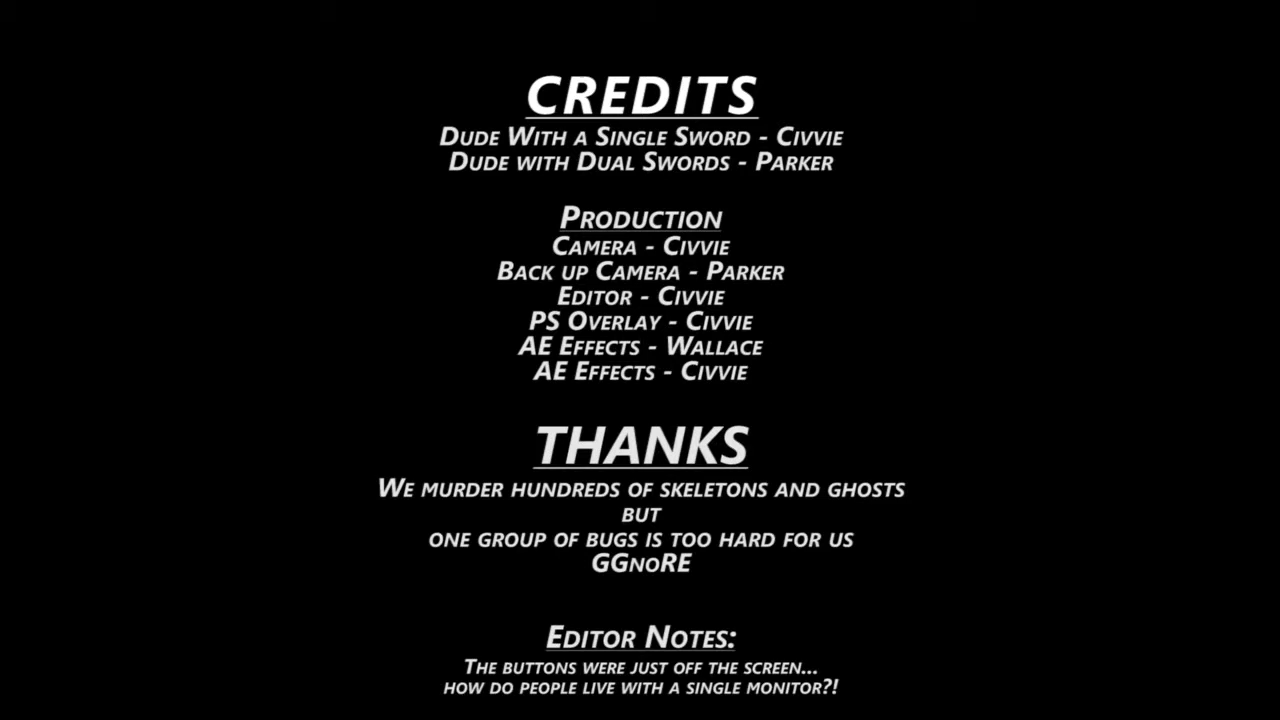 CREDITS
Dude With a Single Sword - Civvie
Dude with Dual Swords - Parker
Production
Camera - Civvie
Back up Camera - Parker
Editor - Civvie
PS Overlay - Civvie
AE Effects - Wallace
AE Effects - Civvie
THANKS
We murder hundreds of skeletons and ghosts
but
one group of bugs is too hard for us
GGnoRE
Editor Notes:
The buttons were just off the screen...
how do people live with a single monitor?!